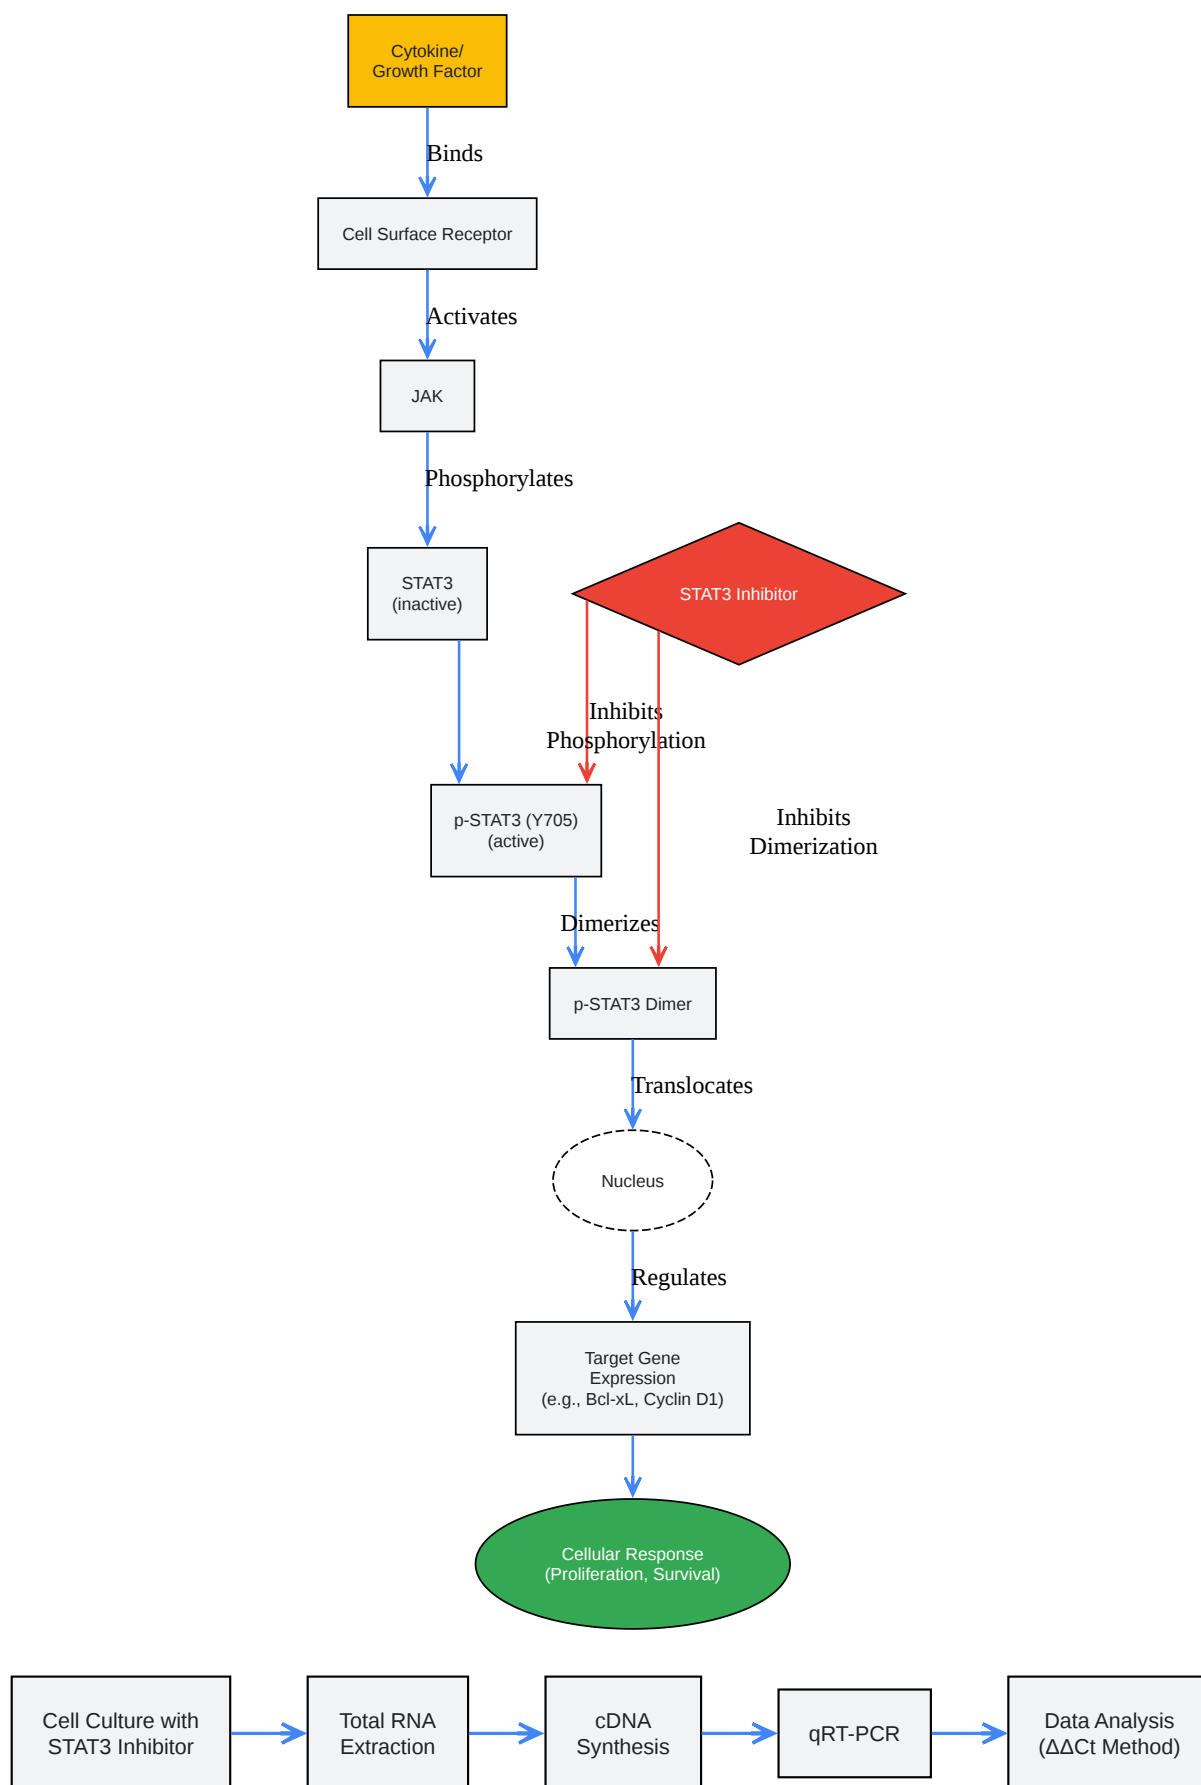 Cytokine/
Growth Factor
Binds
Cell Surface Receptor
Activates
JAK
Phosphorylates
STAT3
(inactive)
STAT3 Inhibitor
Inhibits
Phosphorylation
Inhibits
Dimerization
p-STAT3 (Y705)
(active)
Dimerizes
p-STAT3 Dimer
Translocates
Nucleus
Regulates
Target Gene
Expression
(e.g., Bcl-xL, Cyclin D1)
Cellular Response
(Proliferation, Survival)
Cell Culture with
STAT3 Inhibitor
Total RNA
Extraction
cDNA
Synthesis
qRT-PCR
Data Analysis
(ΔΔCt Method)